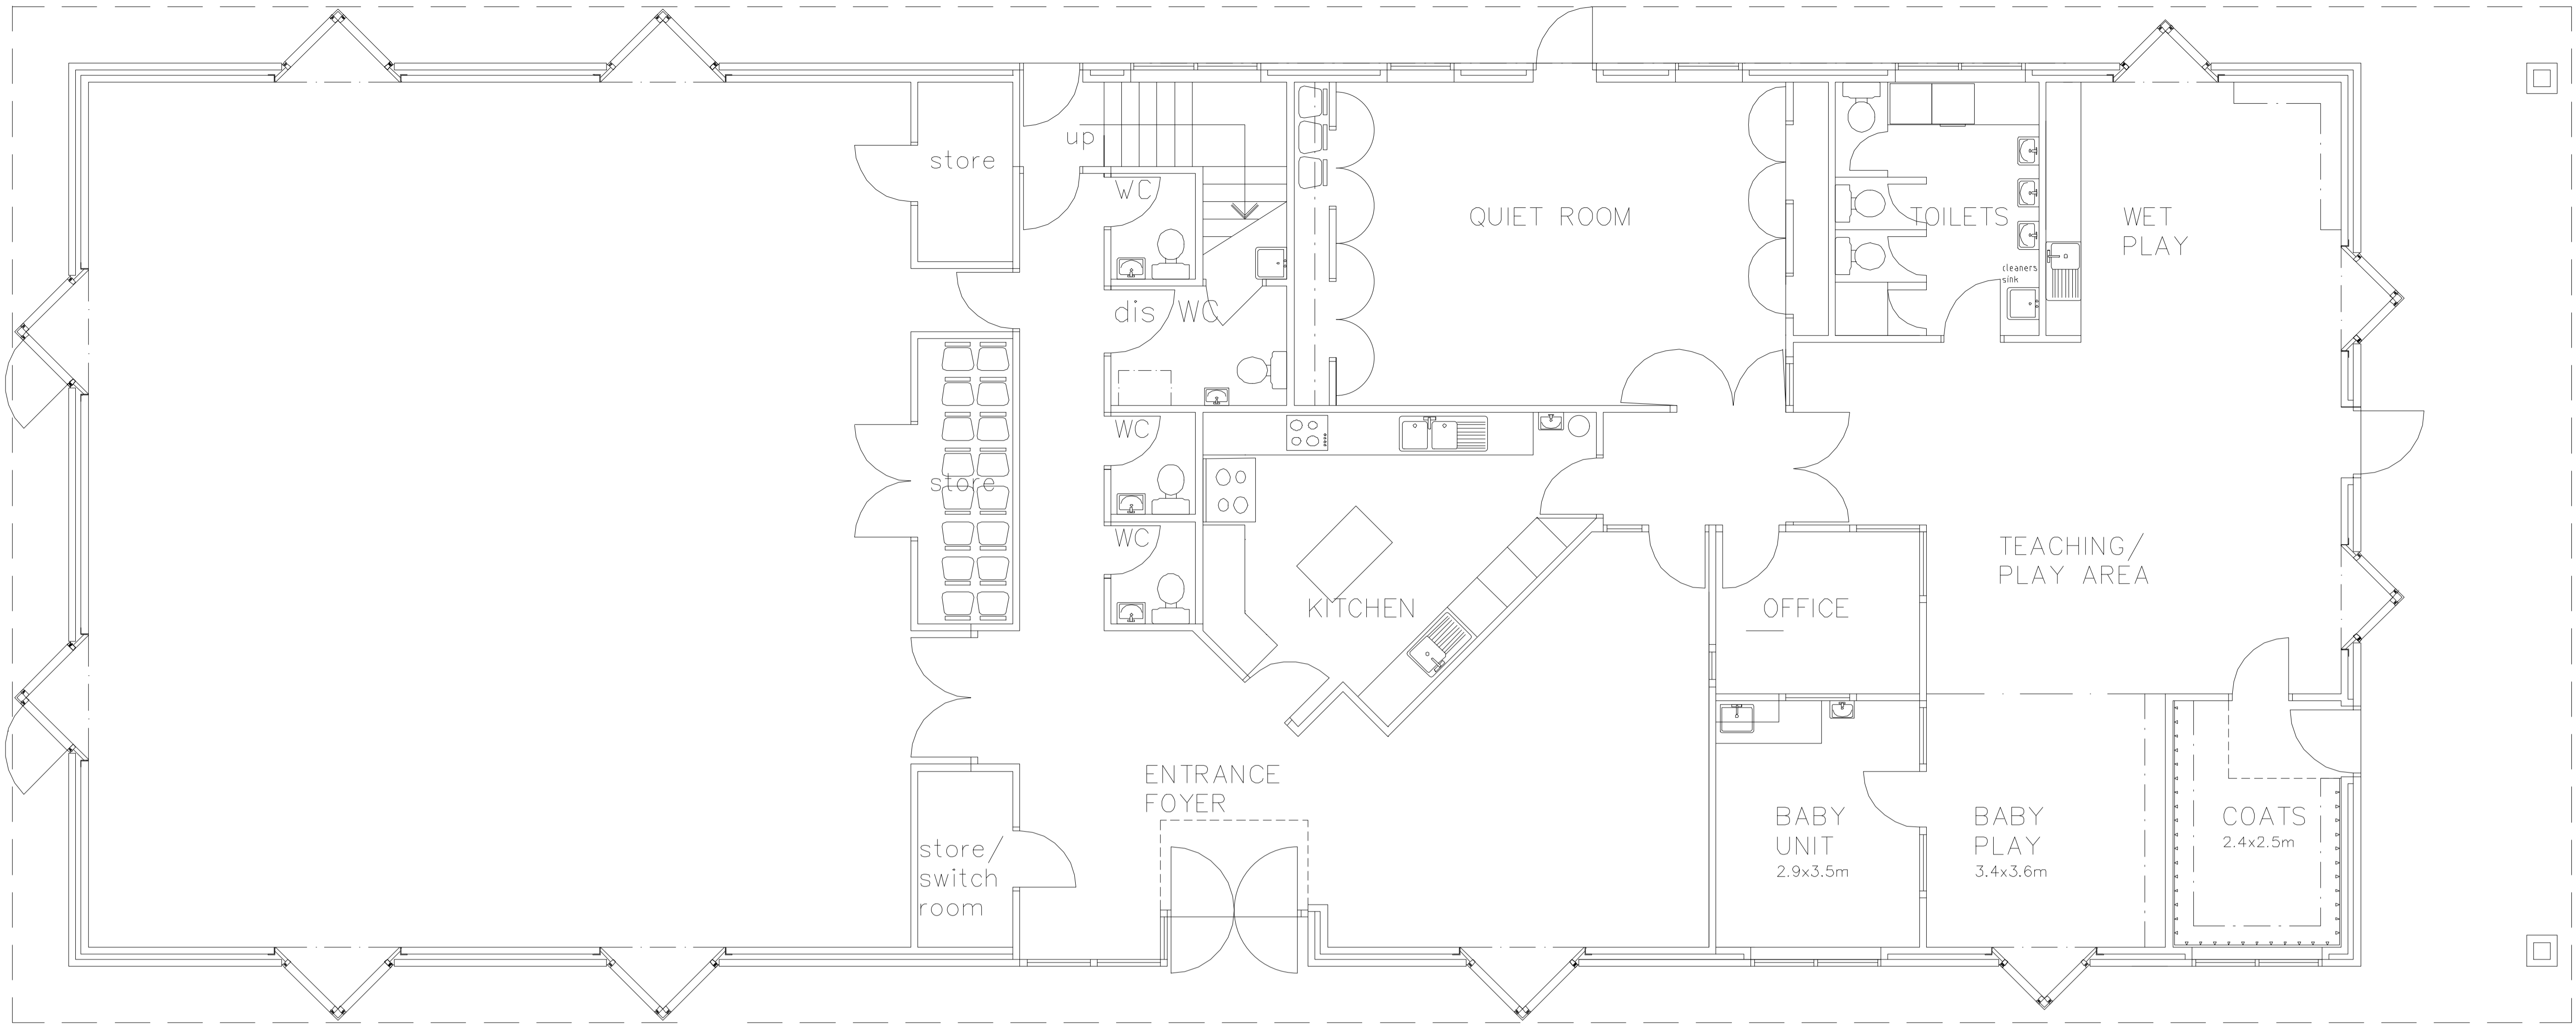 store
up
WC
QUIET ROOM
TOILETS
WET
PLAY
cleaners
sink
dis WC
WC
store
WC
KITCHEN
OFFICE
TEACHING/
PLAY AREA
ENTRANCE
FOYER
store/
switch
room
BABY
UNIT
2.9x3.5m
BABY
PLAY
3.4x3.6m
COATS
2.4x2.5m